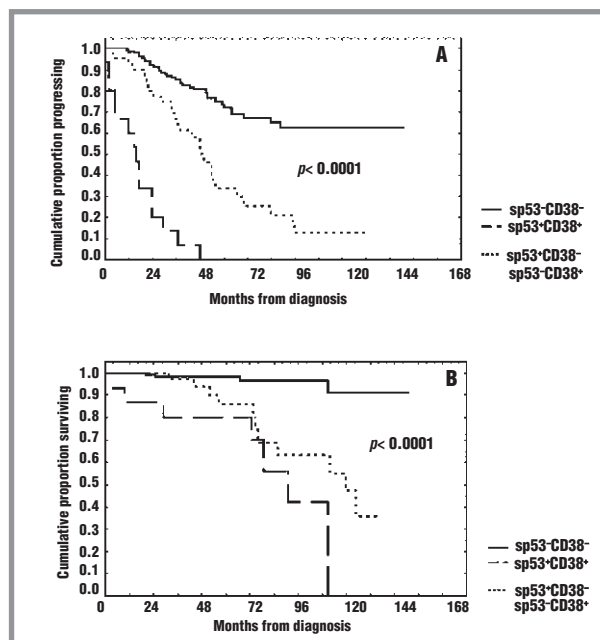 A
Cumulative proportion progressing
1.0
0.9
0.8
0.7
0.6
0.5
0.4
0.3
0.2
0.1
0.0
p< 0.0001
0 24 48 72 96 120 144 168
Months from diagnosis
sp53-CD38-
sp53+CD38+
sp53+CD38-
sp53-CD38+
B
Cumulative proportion surviving
1.0
0.9
0.8
0.7
0.6
0.5
0.4
0.3
0.2
0.1
0.0
p< 0.0001
0 24 48 72 96 120 144 168
Months from diagnosis
sp53-CD38-
sp53+CD38+
sp53+CD38-
sp53-CD38+